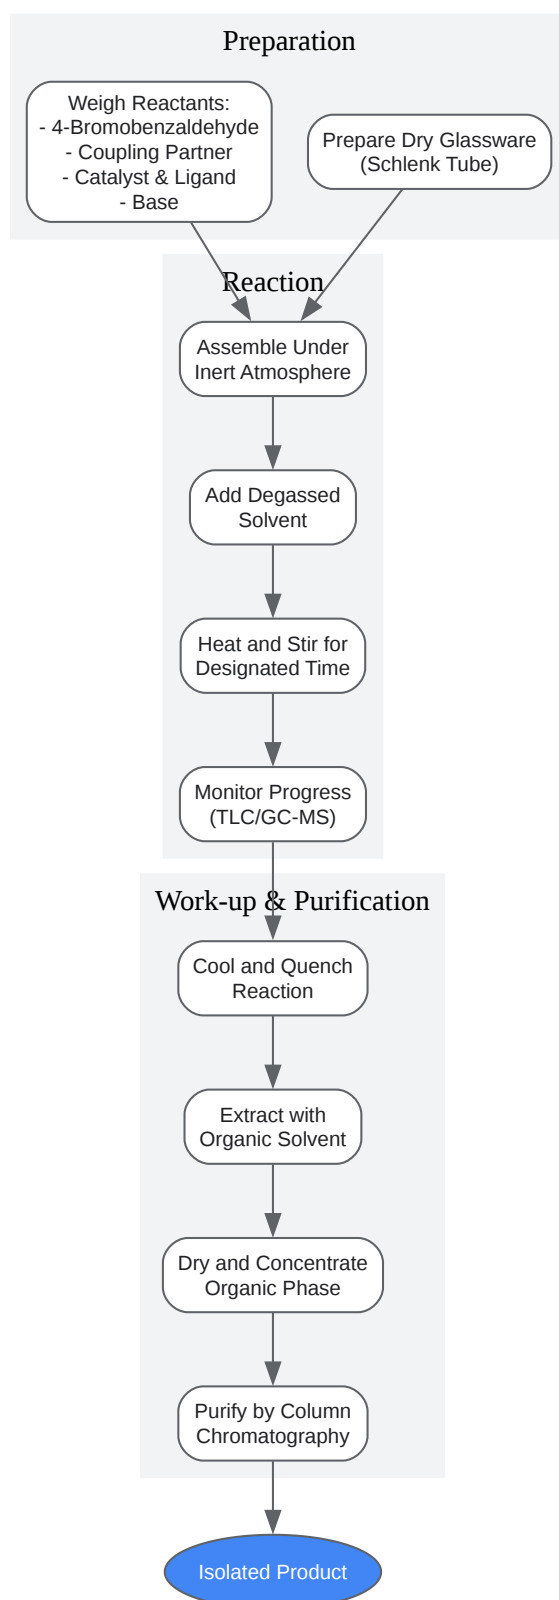 Preparation
Weigh Reactants:
- 4-Bromobenzaldehyde
- Coupling Partner
- Catalyst & Ligand
- Base
Prepare Dry Glassware
(Schlenk Tube)
Reaction
Assemble Under
Inert Atmosphere
Add Degassed
Solvent
Heat and Stir for
Designated Time
Monitor Progress
(TLC/GC-MS)
Work-up & Purification
Cool and Quench
Reaction
Extract with
Organic Solvent
Dry and Concentrate
Organic Phase
Purify by Column
Chromatography
Isolated Product